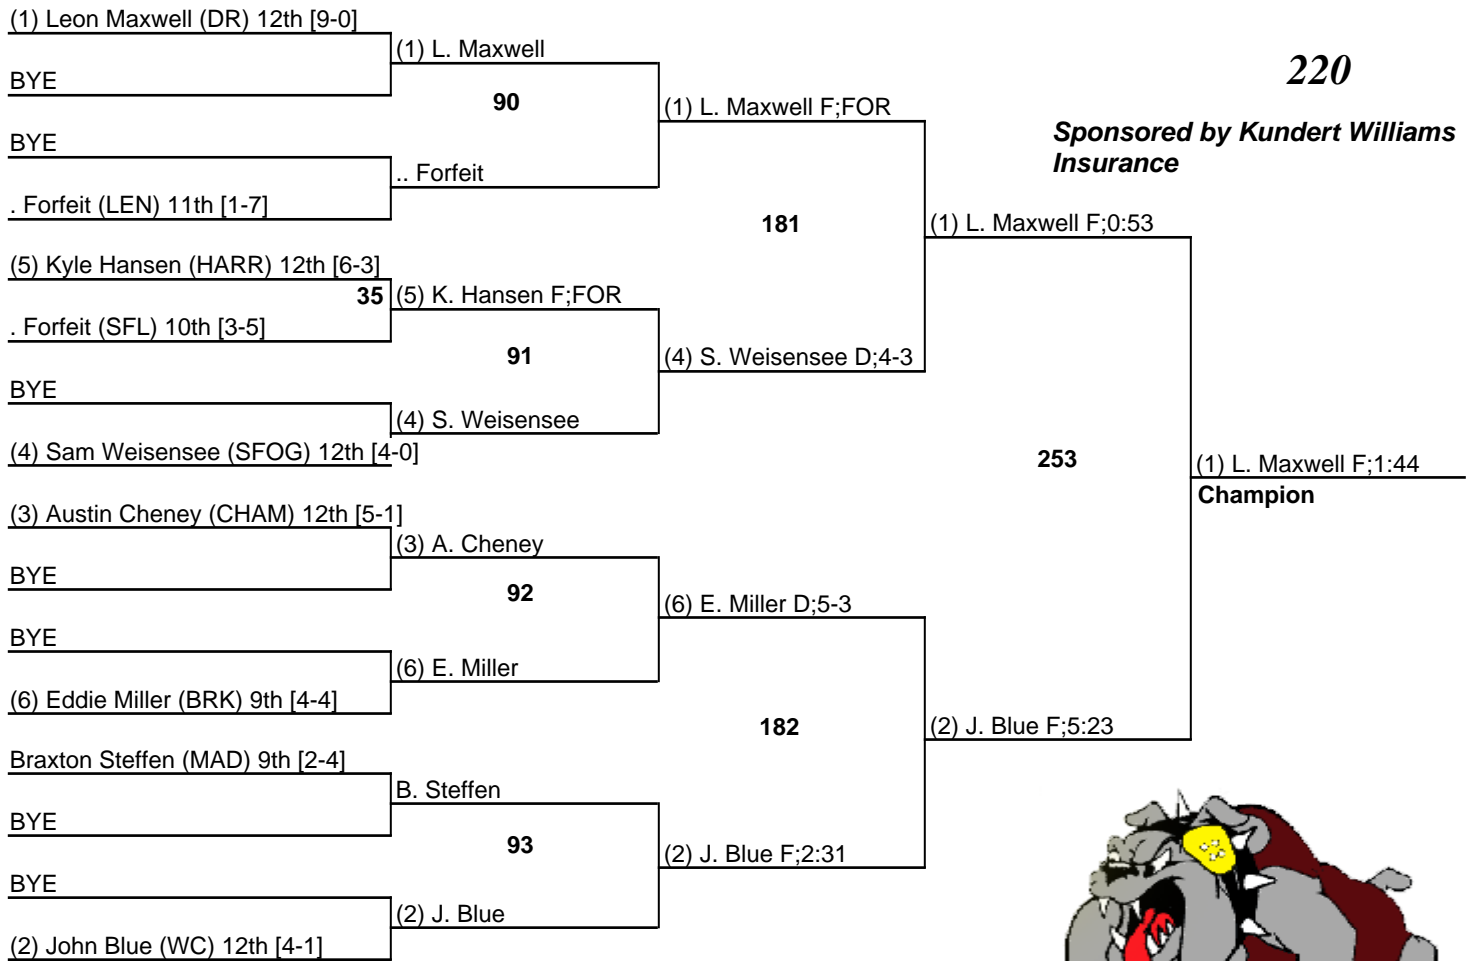 (1) Leon Maxwell (DR) 12th [9-0]
BYE
BYE
. Forfeit (LEN) 11th [1-7]
(5) Kyle Hansen (HARR) 12th [6-3]
35
. Forfeit (SFL) 10th [3-5]
BYE
(4) Sam Weisensee (SFOG) 12th [4-0]
(3) Austin Cheney (CHAM) 12th [5-1]
BYE
BYE
(6) Eddie Miller (BRK) 9th [4-4]
Braxton Steffen (MAD) 9th [2-4]
BYE
BYE
(2) John Blue (WC) 12th [4-1]
(1) L. Maxwell
90
.. Forfeit
(5) K. Hansen F;FOR
91
(4) S. Weisensee
(3) A. Cheney
92
(6) E. Miller
B. Steffen
93
(2) J. Blue
(1) L. Maxwell F;FOR
181
(4) S. Weisensee D;4-3
(6) E. Miller D;5-3
182
(2) J. Blue F;2:31
(1) L. Maxwell F;0:53
253
(2) J. Blue F;5:23
(1) L. Maxwell F;1:44
Champion
220
Sponsored by Kundert Williams
Insurance